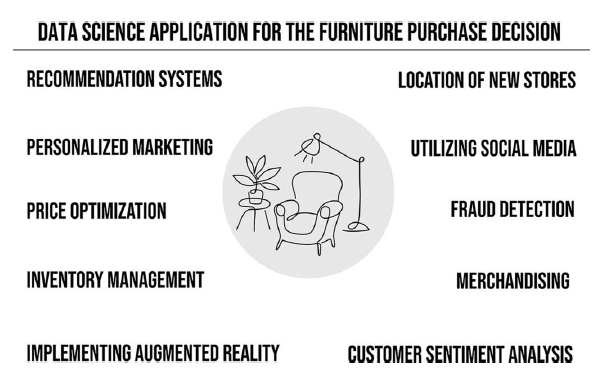 DATA SCIENCE APPLICATION FOR THE FURNITURE PURCHASE DECISION
RECOMMENDATION SYSTEMS
PERSONALIZED MARKETING
PRICE OPTIMIZATION
INVENTORY MANAGEMENT
IMPLEMENTING AUGMENTED REALITY
LOCATION OF NEW STORES
UTILIZING SOCIAL MEDIA
FRAUD DETECTION
MERCHANDISING
CUSTOMER SENTIMENT ANALYSIS